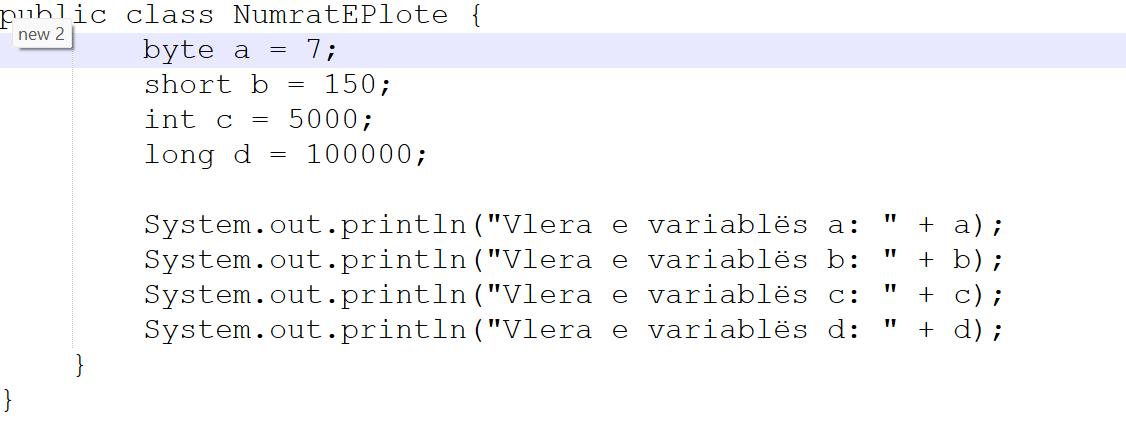 public class NumratEPlote {
new 2
byte a = 7;
short b = 150;
int c = 5000;
long d = 100000;
System.out.println("Vlera e variablës a: " + a);
System.out.println("Vlera e variablës b: " + b);
System.out.println("Vlera e variablës c: " + c);
System.out.println("Vlera e variablës d: " + d);
}
}